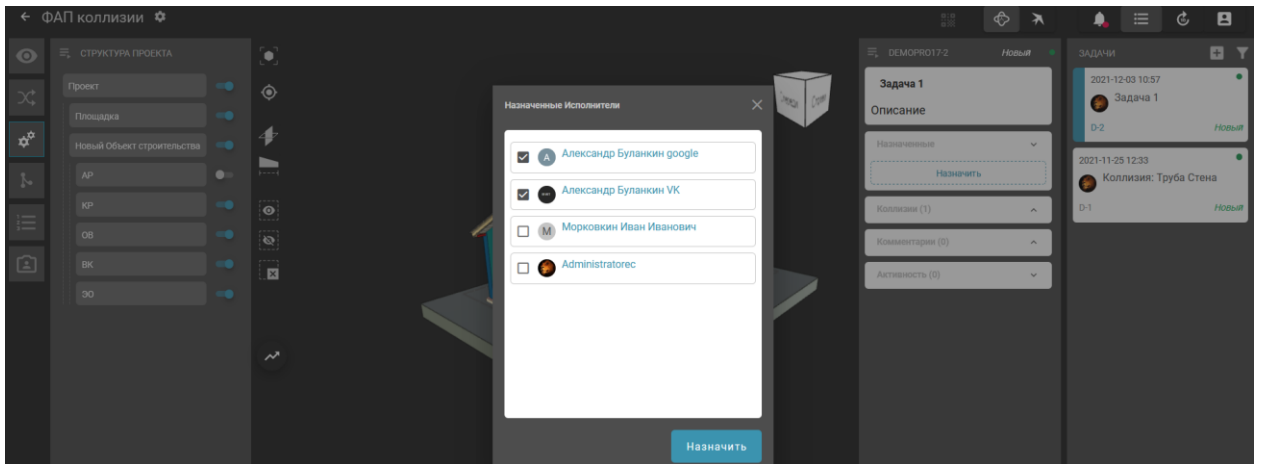 ФАП коллизии
СТРУКТУРА ПРОЕКТА
Проект
Площадка
Новый Объект строительства
АР
КР
ОВ
ВК
ЭО
Назначенные Исполнители
A
Александр Буланкин google
Александр Буланкин VK
М
Морковкин Иван Иванович
Administratorec
Назначить
DEMOPRO17-2
Новый
Задача 1
Описание
Назначенные
Назначить
Коллизии (1)
Комментарии (0)
Активность (0)
ЗАДАЧИ
2021-12-03 10:57
Задача 1
D-2
Новый
2021-11-25 12:33
Коллизия: Труба Стена
D-1
Новый